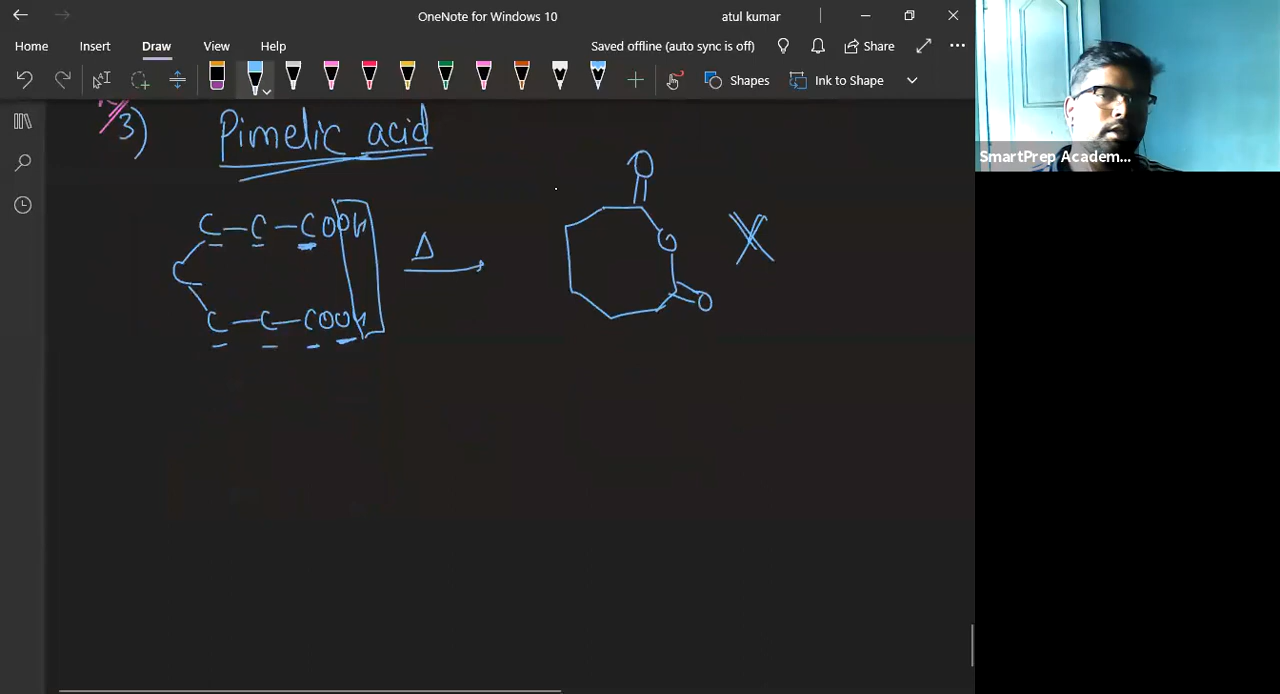 OneNote for Windows 10
atul kumar
Home Insert Draw View Help
Saved offline (auto sync is off)
Share
Shapes
Ink to Shape
SmartPrep Academ...
3) Pimelic acid
O
C-C-COOH
Δ
O
X
C
O
C-C-COOH